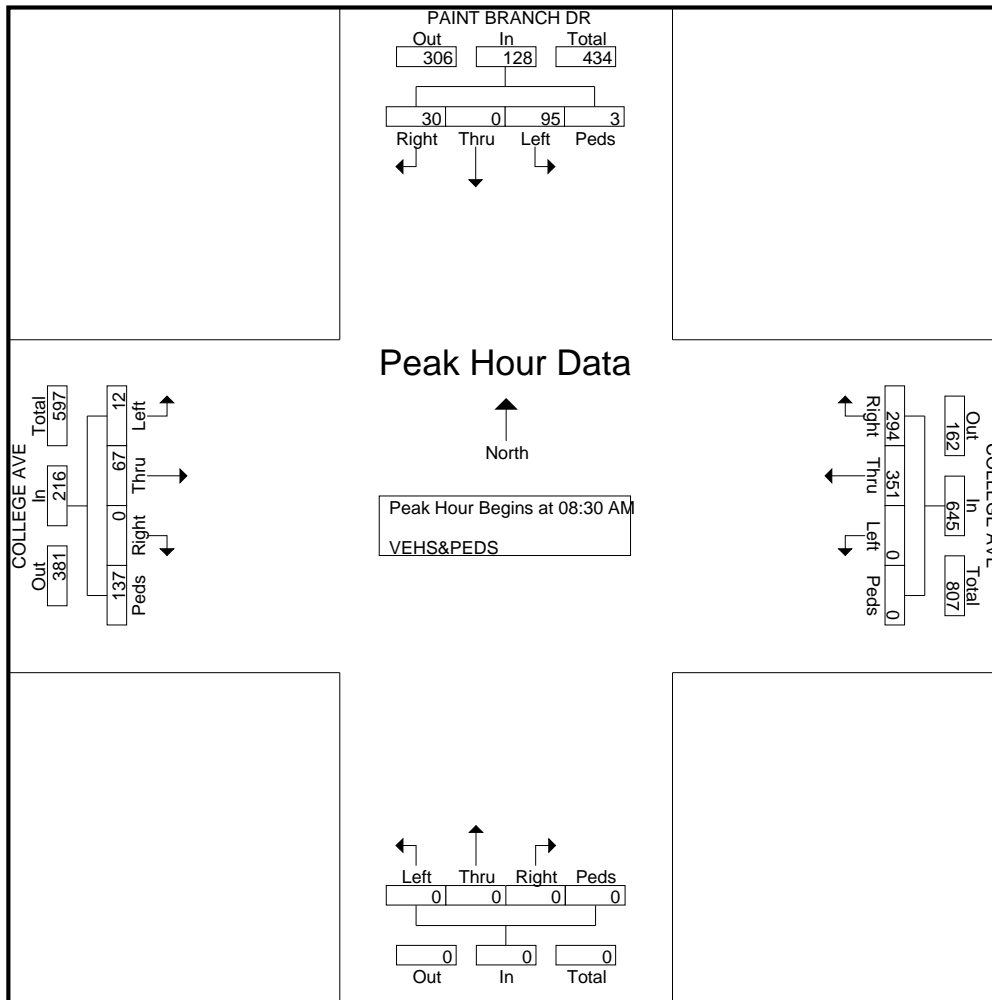 PAINT BRANCH DR
Out In Total
306 128 434
30 0 95 3
Right Thru Left Peds
Peak Hour Data
North
Peak Hour Begins at 08:30 AM
VEHS&PEDS
COLLEGE AVE
Out In Total
381 216 597
12 67 0 137
Left Thru Right Peds
COLLEGE AVE
Out In Total
162 645 807
294 351 0 0
Right Thru Left Peds
Left Thru Right Peds
0 0 0 0
0 0 0
Out In Total